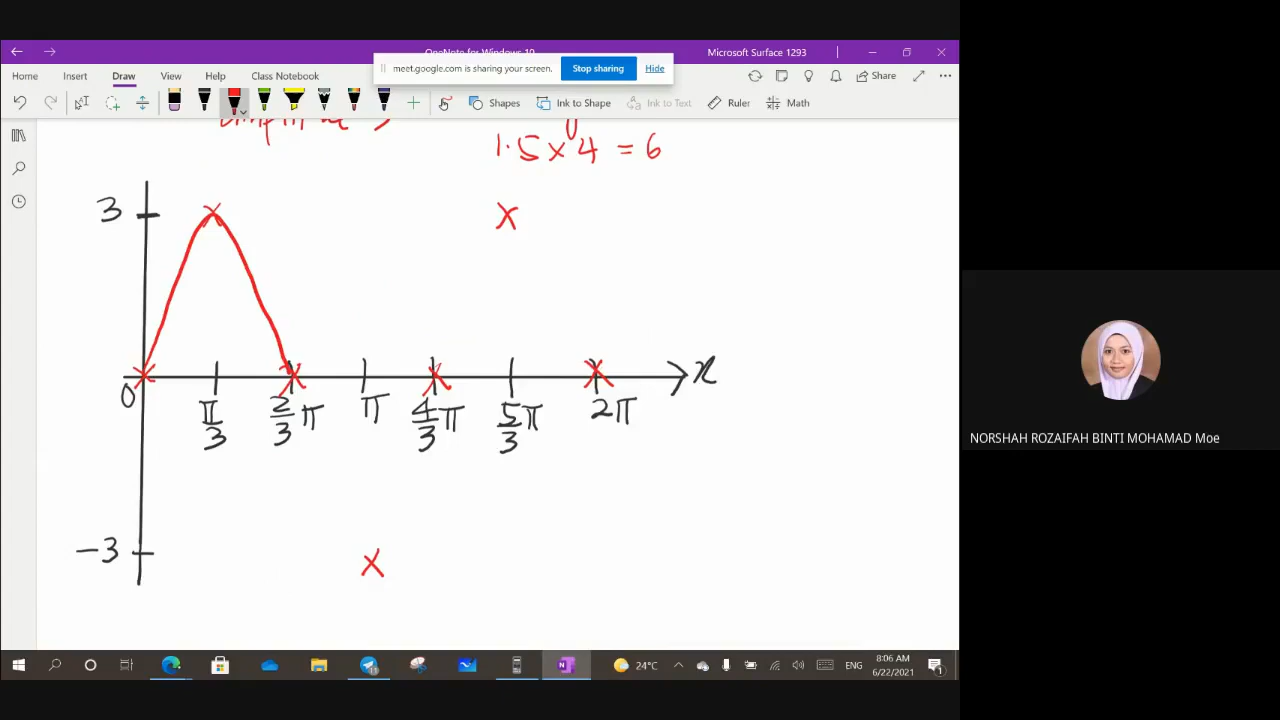 OneNote for Windows 10
Microsoft Surface 1293
meet.google.com is sharing your screen.
Stop sharing
Hide
Home Insert Draw View Help Class Notebook
Share
Shapes Ink to Shape Ink to Text Ruler Math
1.5 x 4 = 6
3
x
0
π/3 2/3 π π 4/3 π 5/3 π 2π
-3
NORSHAH ROZAIFAH BINTI MOHAMAD Moe
24°C
ENG
8:06 AM
6/22/2021
1